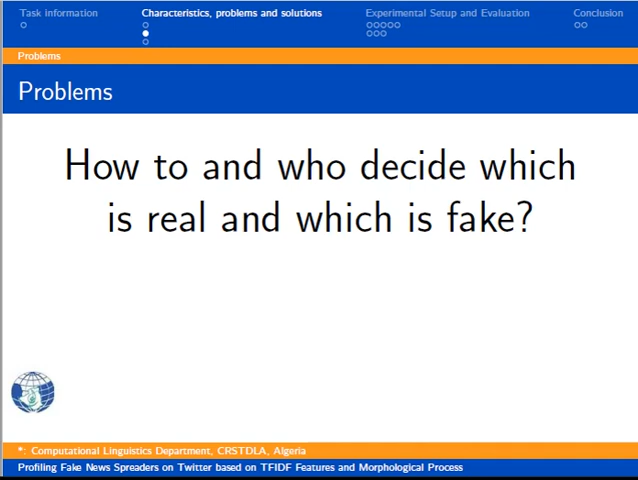 Task information
Characteristics, problems and solutions
Experimental Setup and Evaluation
Conclusion
Problems
Problems
How to and who decide which
is real and which is fake?
*: Computational Linguistics Department, CRSTDLA, Algeria
Profiling Fake News Spreaders on Twitter based on TFIDF Features and Morphological Process